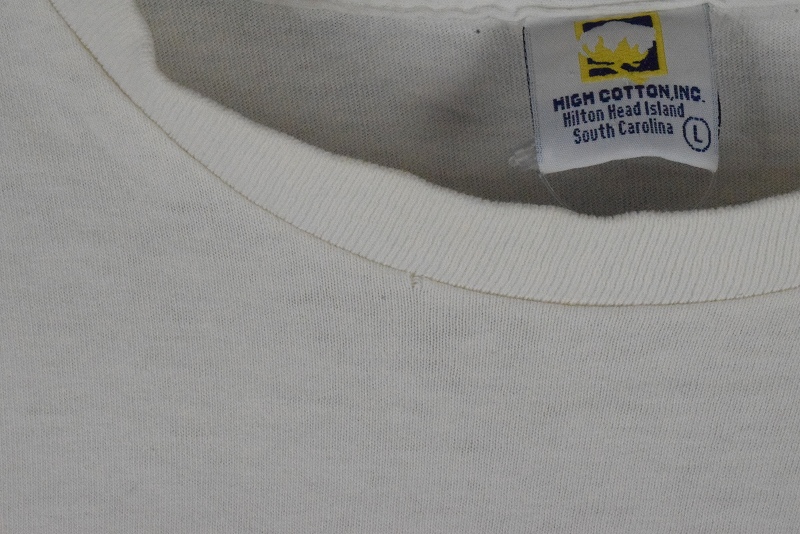 HIGH COTTON, INC.
Hilton Head Island
South Carolina
L